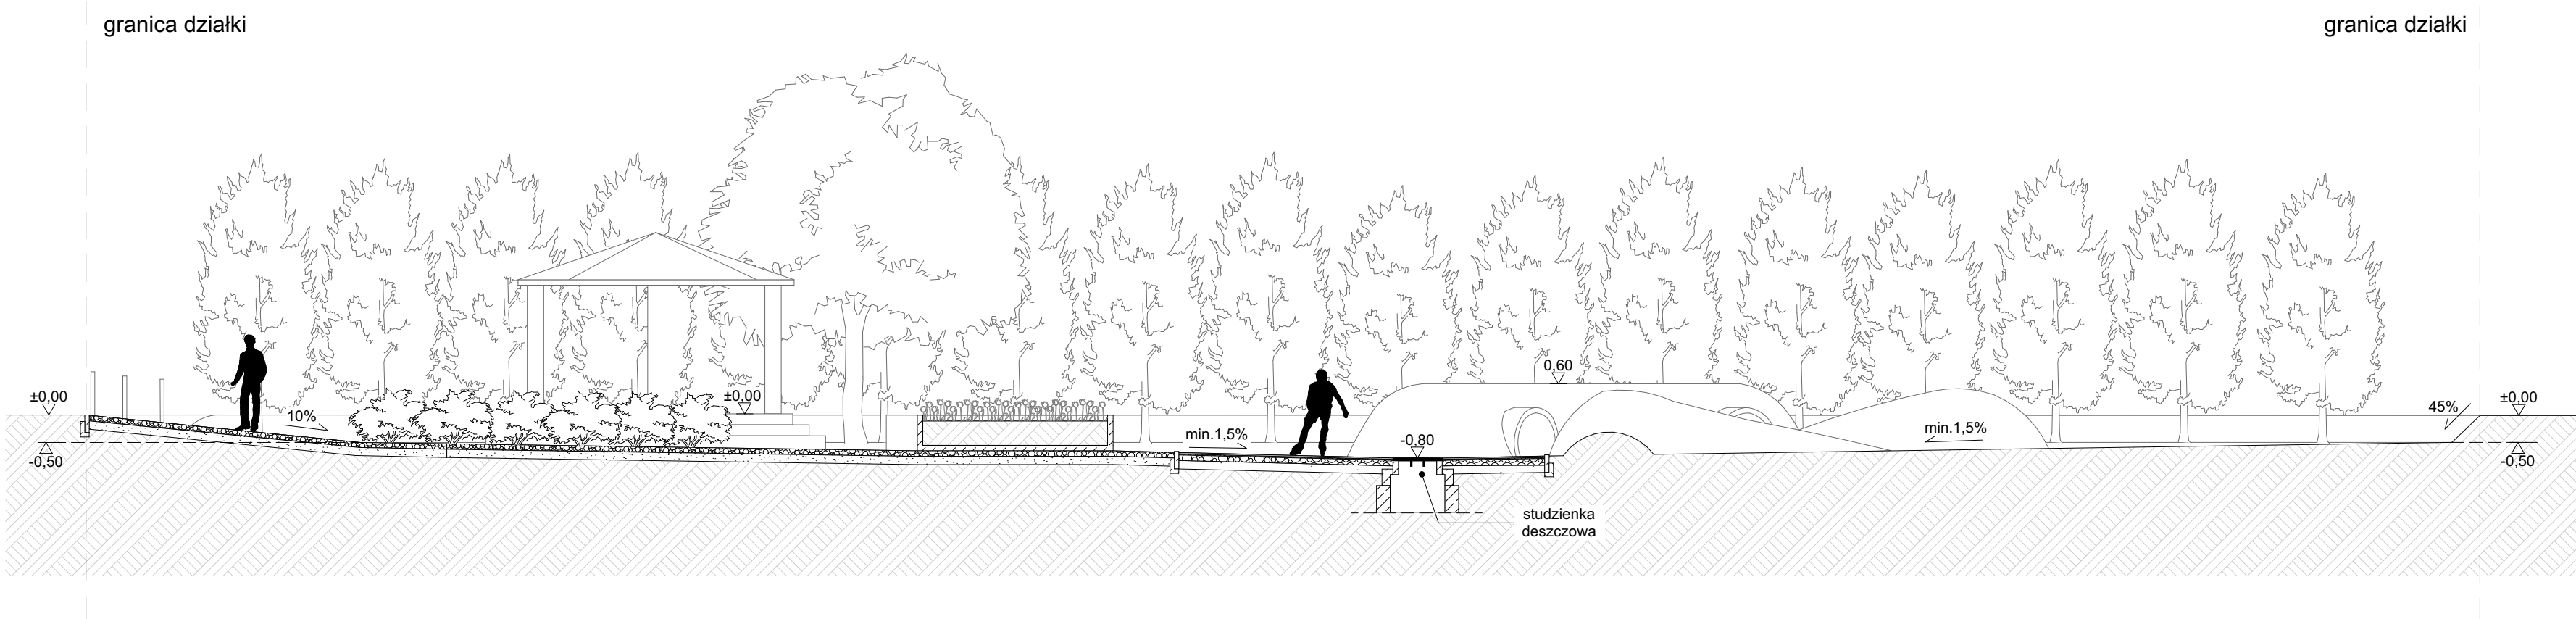 granica działki
granica działki
0,60
±0,00
±0,00
±0,00
10%
45%
min.1,5%
-0,80
min.1,5%
-0,50
-0,50
studzienka
deszczowa